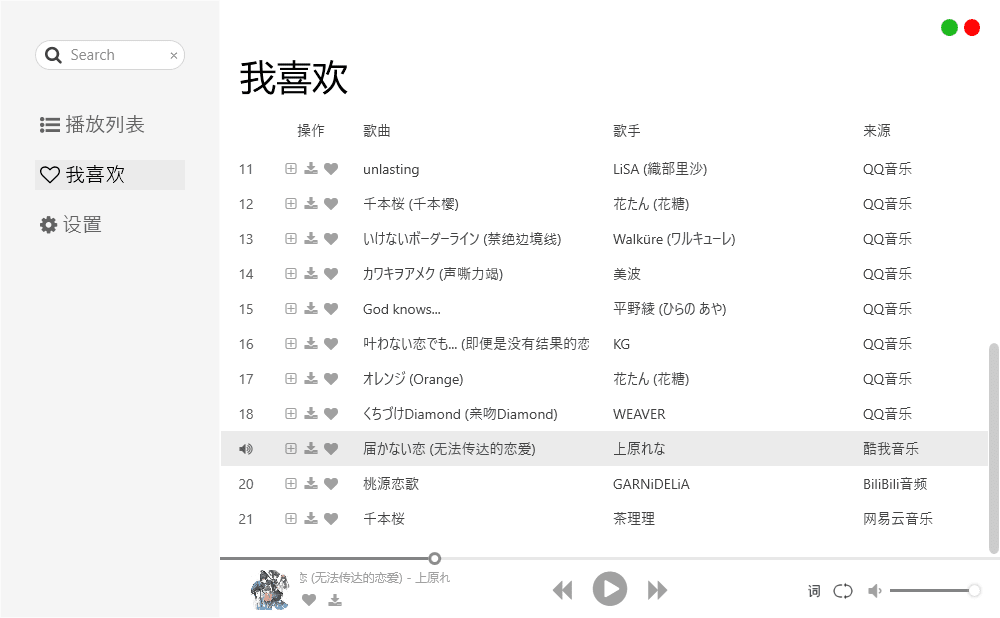 Search ×
播放列表
我喜欢
设置
我喜欢
操作 歌曲 歌手 来源
11 unlasting LiSA (織部里沙) QQ音乐
12 千本桜 (千本樱) 花たん (花糖) QQ音乐
13 いけないボーダーライン (禁绝边境线) Walküre (ワルキューレ) QQ音乐
14 カワキヲアメク (声嘶力竭) 美波 QQ音乐
15 God knows... 平野綾 (ひらの あや) QQ音乐
16 叶わない恋でも... (即便是没有结果的恋 KG QQ音乐
17 オレンジ (Orange) 花たん (花糖) QQ音乐
18 くちづけDiamond (亲吻Diamond) WEAVER QQ音乐
届かない恋 (无法传达的恋爱) 上原れな 酷我音乐
20 桃源恋歌 GARNiDELiA BiliBili音频
21 千本桜 茶理理 网易云音乐
恋 (无法传达的恋爱) - 上原れ
词